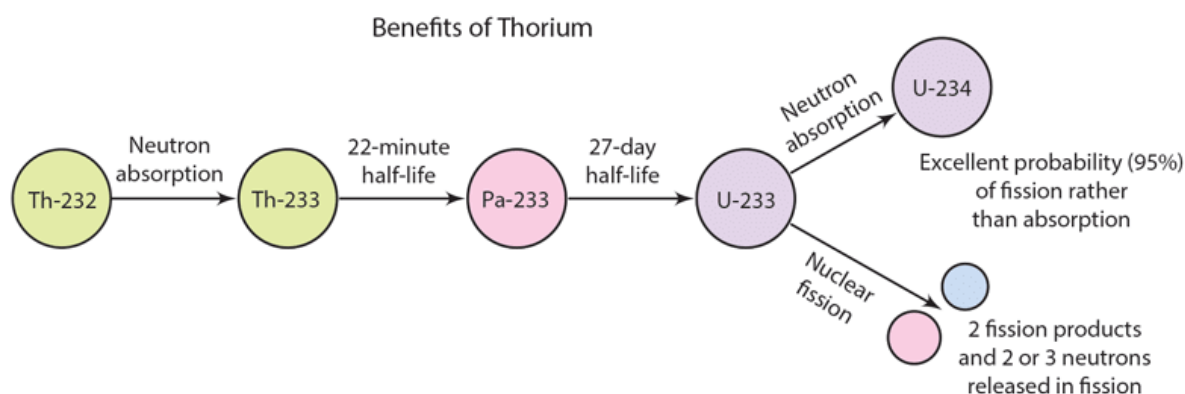 Benefits of Thorium
Th-232
Neutron
absorption
Th-233
22-minute
half-life
Pa-233
27-day
half-life
U-233
Neutron
absorption
U-234
Excellent probability (95%)
of fission rather
than absorption
Nuclear
fission
2 fission products
and 2 or 3 neutrons
released in fission